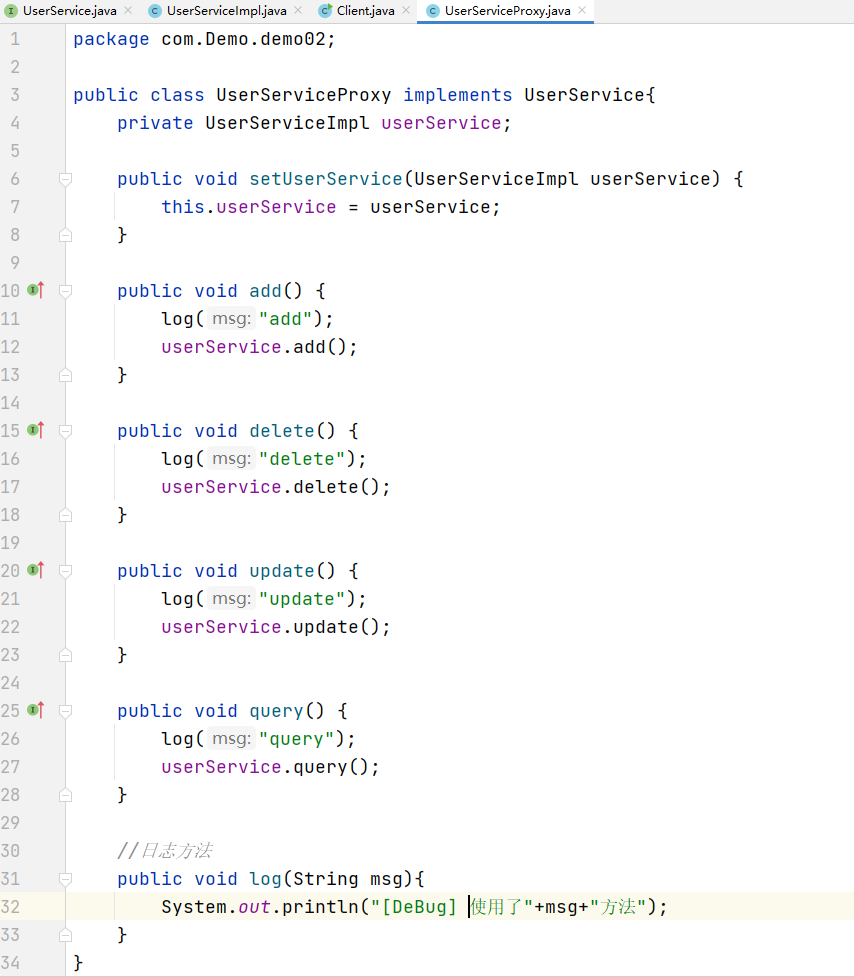 UserService.java × UserServiceImpl.java × Client.java × UserServiceProxy.java ×
1 package com.Demo.demo02;
2
3 public class UserServiceProxy implements UserService{
4     private UserServiceImpl userService;
5
6     public void setUserService(UserServiceImpl userService) {
7         this.userService = userService;
8     }
9
10     public void add() {
11         log( msg: "add");
12         userService.add();
13     }
14
15     public void delete() {
16         log( msg: "delete");
17         userService.delete();
18     }
19
20     public void update() {
21         log( msg: "update");
22         userService.update();
23     }
24
25     public void query() {
26         log( msg: "query");
27         userService.query();
28     }
29
30     //日志方法
31     public void log(String msg){
32         System.out.println("[DeBug] 使用了"+msg+"方法");
33     }
34 }